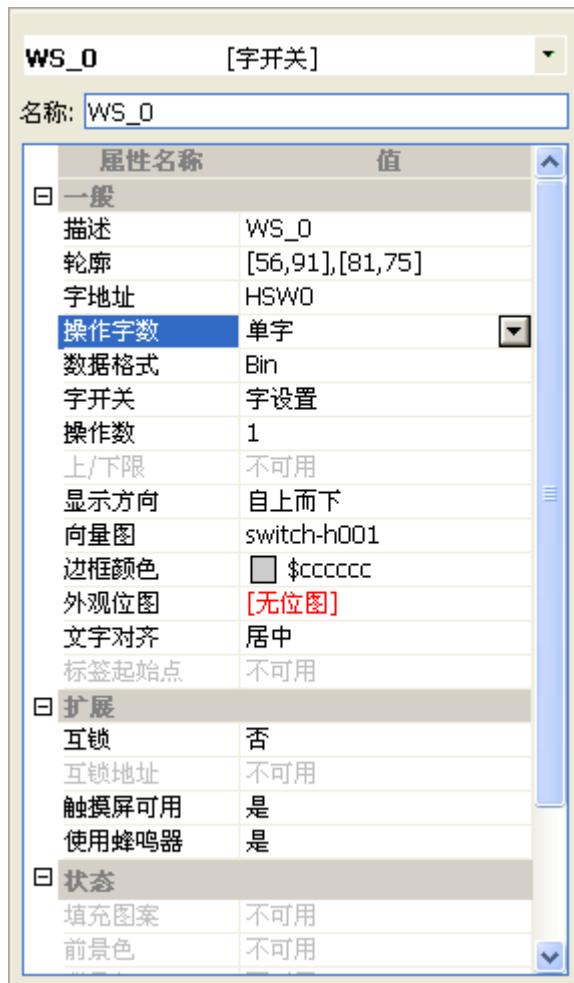 WS_0 [字开关]
名称: WS_0
属性名称 值
一般
描述 WS_0
轮廓 [56,91],[81,75]
字地址 HSW0
操作字数 单字
数据格式 Bin
字开关 字设置
操作数 1
上/下限 不可用
显示方向 自上而下
向量图 switch-h001
边框颜色 $cccccc
外观位图 [无位图]
文字对齐 居中
标签起始点 不可用
扩展
互锁 否
互锁地址 不可用
触摸屏可用 是
使用蜂鸣器 是
状态
填充图案 不可用
前景色 不可用